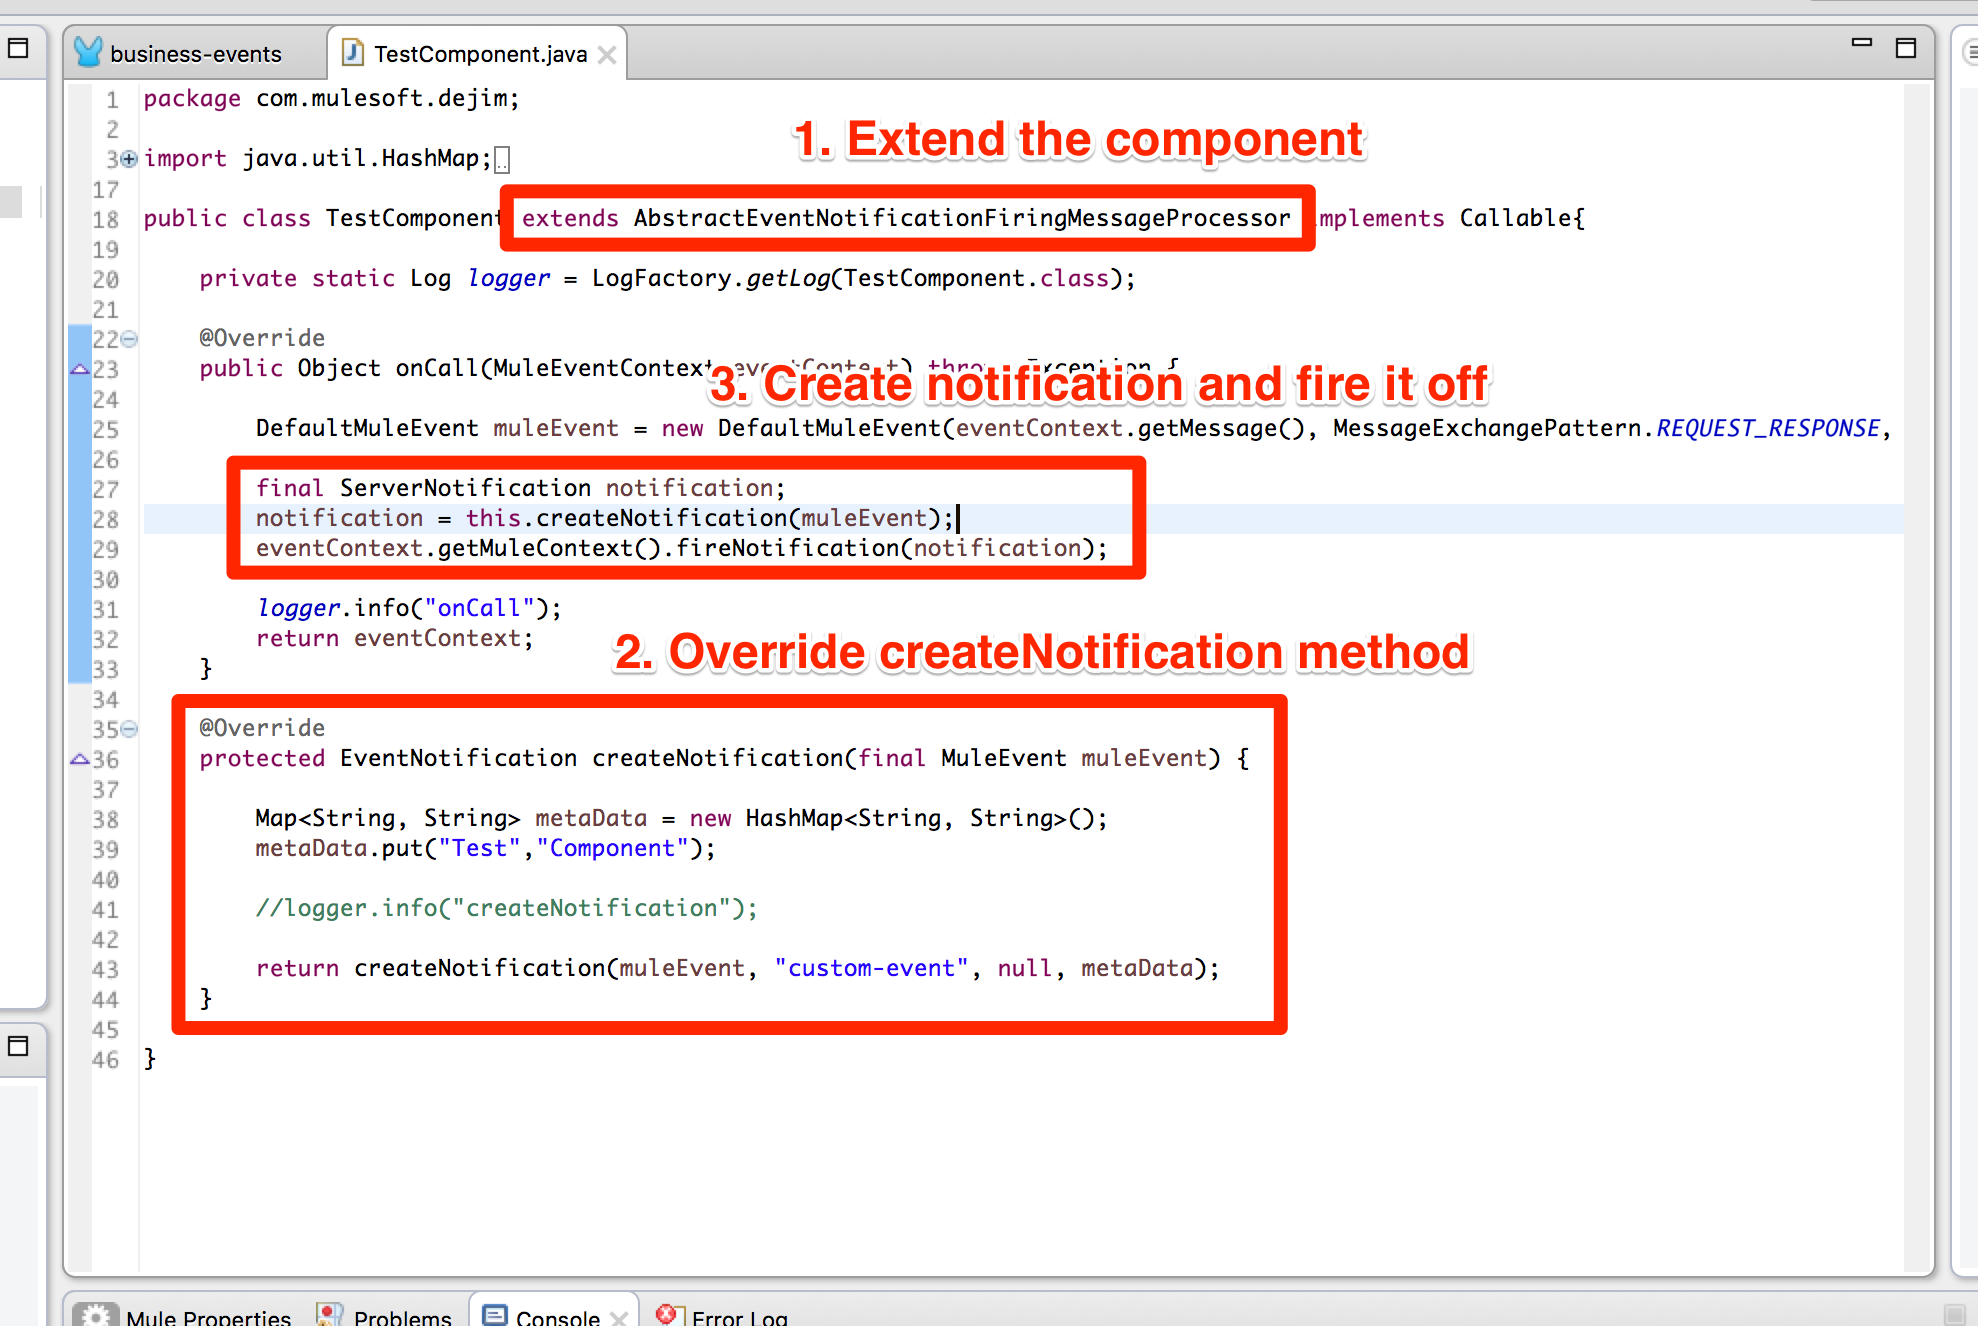 business-events
TestComponent.java
1 package com.mulesoft.dejim;
2
1. Extend the component
3 import java.util.HashMap;
17
18 public class TestComponent extends AbstractEventNotificationFiringMessageProcessor mplements Callable{
19
20 private static Log logger = LogFactory.getLog(TestComponent.class);
21
22 @Override
23 public Object onCall(MuleEventContext eventContext) throw Exception {
3. Create notification and fire it off
24
25 DefaultMuleEvent muleEvent = new DefaultMuleEvent(eventContext.getMessage(), MessageExchangePattern.REQUEST_RESPONSE,
26
27 final ServerNotification notification;
28 notification = this.createNotification(muleEvent);
29 eventContext.getMuleContext().fireNotification(notification);
30
31 logger.info("onCall");
32 return eventContext;
2. Override createNotification method
33 }
34
35 @Override
36 protected EventNotification createNotification(final MuleEvent muleEvent) {
37
38 Map<String, String> metaData = new HashMap<String, String>();
39 metaData.put("Test","Component");
40
41 //logger.info("createNotification");
42
43 return createNotification(muleEvent, "custom-event", null, metaData);
44 }
45
46 }
Mule Properties
Problems
Console
Error Log